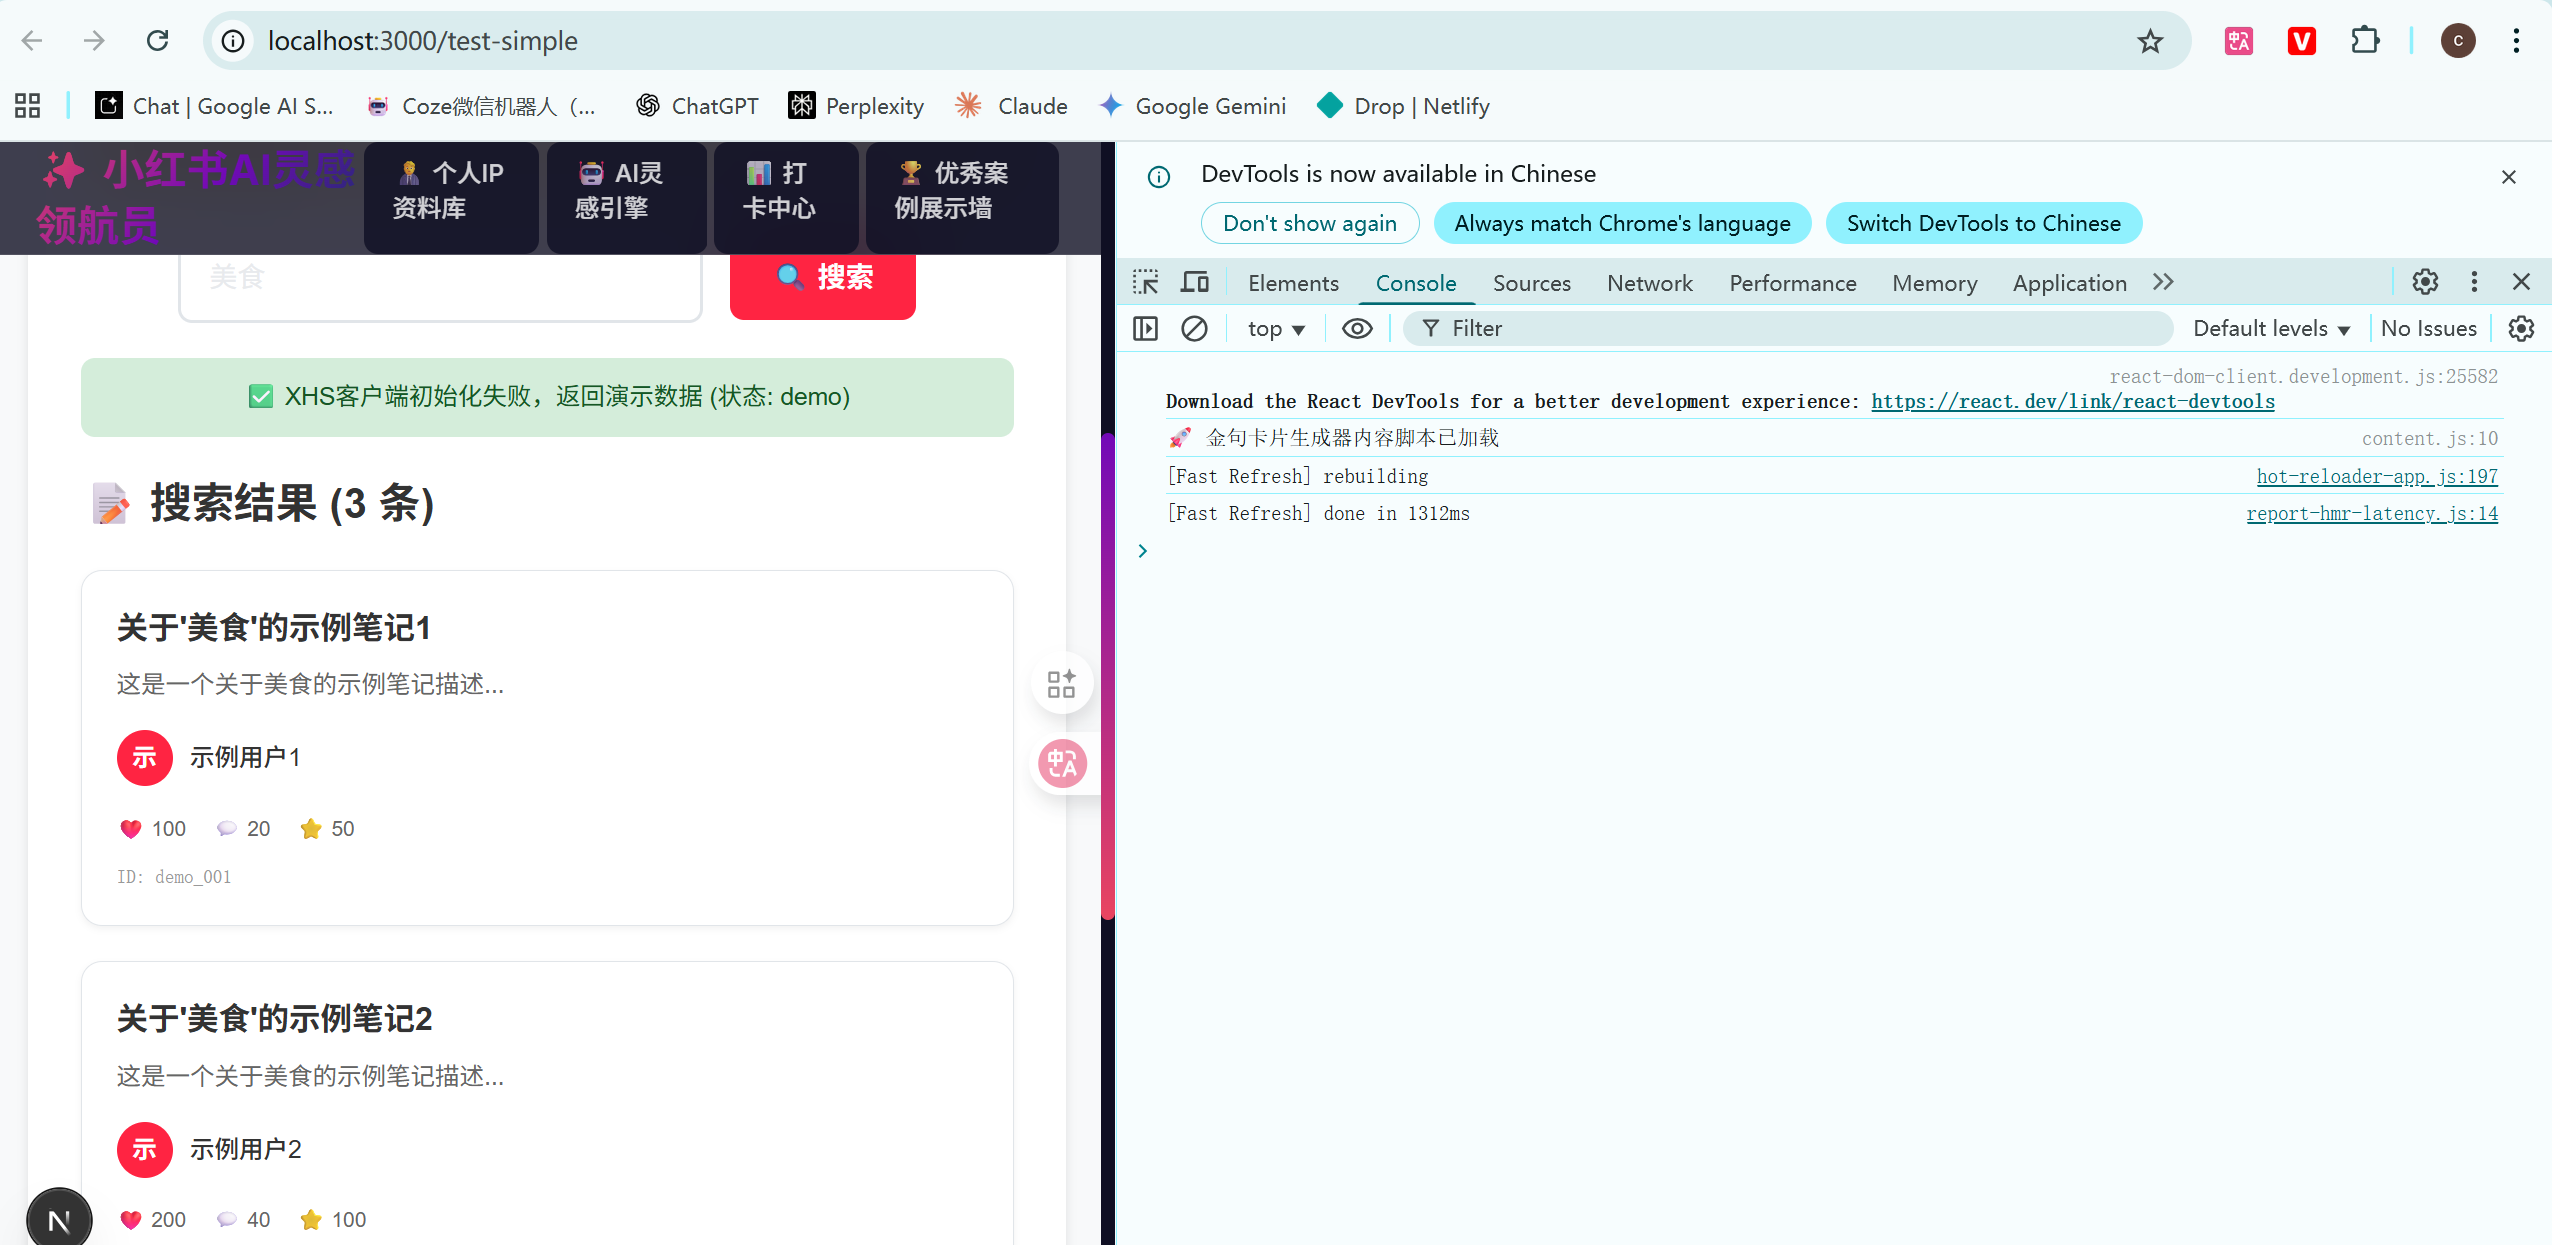 localhost:3000/test-simple
C
Chat | Google AI S...
Coze微信机器人（...
ChatGPT
Perplexity
Claude
Google Gemini
Drop | Netlify
小红书AI灵感
领航员
个人IP
资料库
AI灵
感引擎
打
卡中心
优秀案
例展示墙
美食
搜索
XHS客户端初始化失败，返回演示数据 (状态: demo)
搜索结果 (3 条)
关于'美食'的示例笔记1
这是一个关于美食的示例笔记描述...
示
示例用户1
100 20 50
ID: demo_001
关于'美食'的示例笔记2
这是一个关于美食的示例笔记描述...
示
示例用户2
200 40 100
N
中A
DevTools is now available in Chinese
Don't show again
Always match Chrome's language
Switch DevTools to Chinese
Elements Console Sources Network Performance Memory Application
top Filter Default levels No Issues
react-dom-client.development.js:25582
Download the React DevTools for a better development experience: https://react.dev/link/react-devtools
金句卡片生成器内容脚本已加载 content.js:10
[Fast Refresh] rebuilding hot-reloader-app.js:197
[Fast Refresh] done in 1312ms report-hmr-latency.js:14